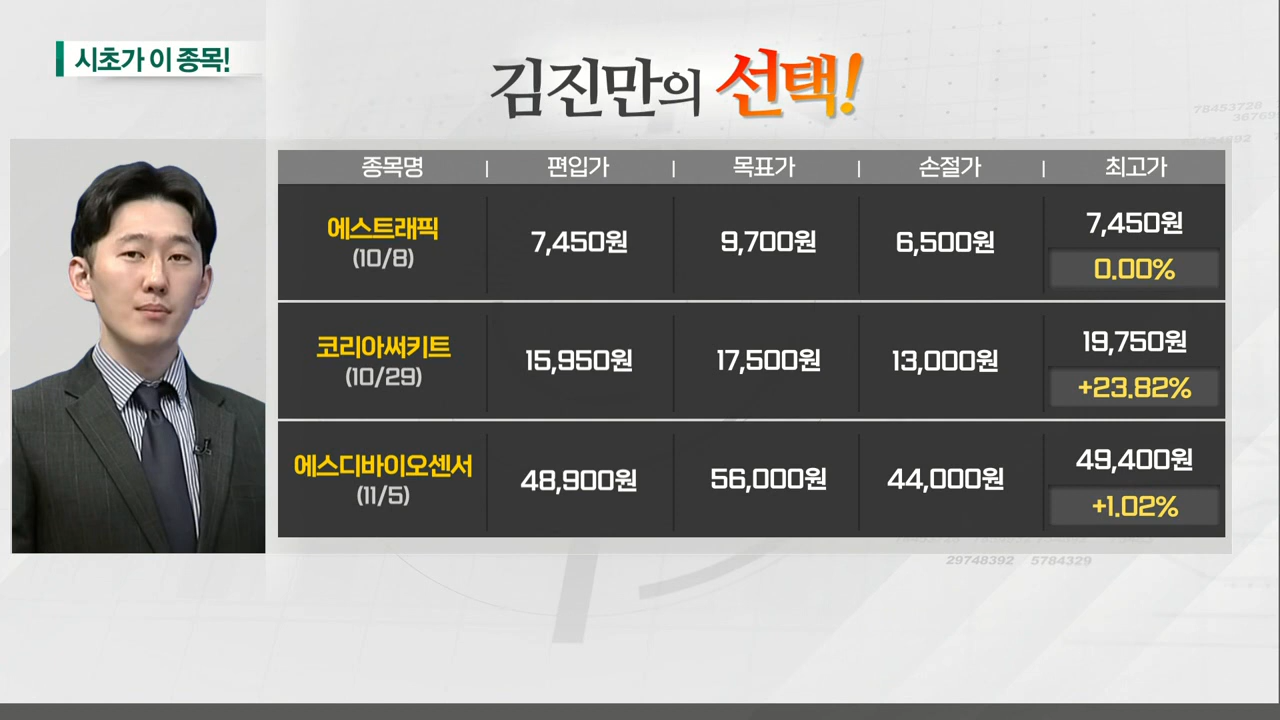 시초가 이 종목!
김진만의 선택!
종목명 | 편입가 | 목표가 | 손절가 | 최고가
에스트래픽
(10/8)
7,450원
9,700원
6,500원
7,450원
0.00%
코리아써키트
(10/29)
15,950원
17,500원
13,000원
19,750원
+23.82%
에스디바이오센서
(11/5)
48,900원
56,000원
44,000원
49,400원
+1.02%
29748392 5784329